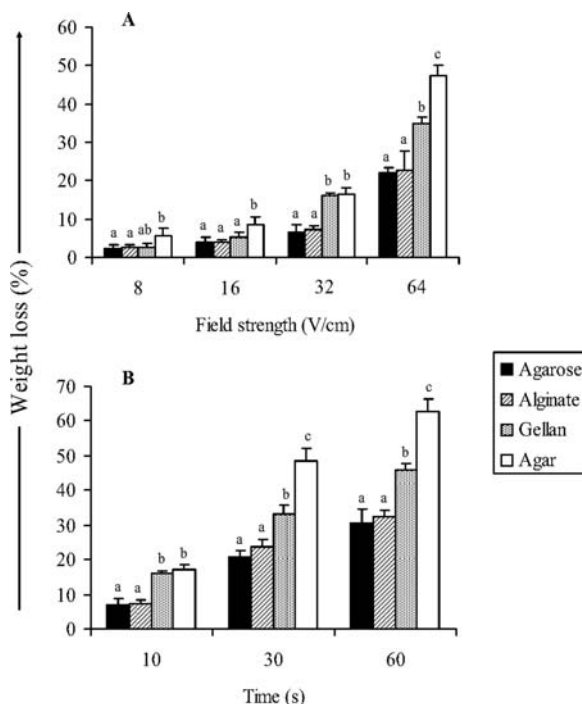 A
60
c
50
40
b
30
a a
20
b b
b
10
a a
b
a a a
a a ab
0
8 16 32 64
Field strength (V/cm)
Weight loss (%)
B
70
c
60
c
50
b
40
a a
b
30
a a
20
b b
10
a a
0
10 30 60
Time (s)
Agarose
Alginate
Gellan
Agar